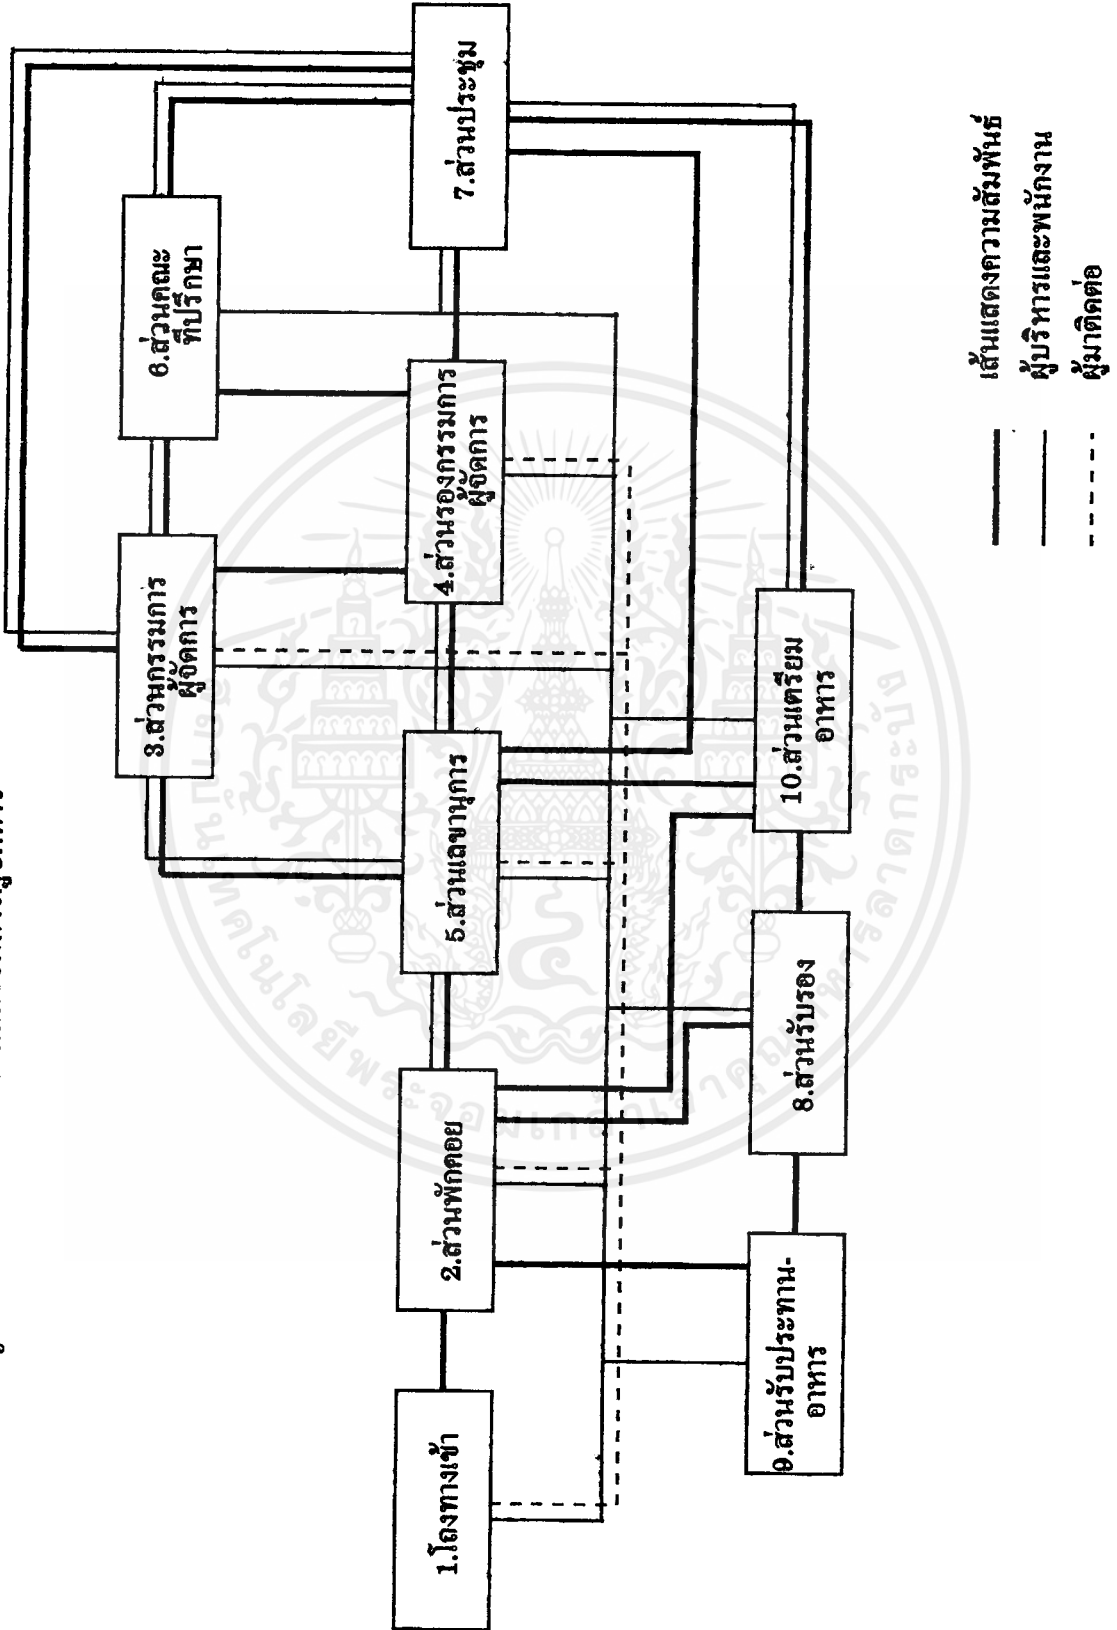 1.โถงทางเข้า
2.ส่วนพักคอย
3.ส่วนกรรมการ
ผู้จัดการ
4.ส่วนรองกรรมการ
ผู้จัดการ
5.ส่วนเลขานุการ
6.ส่วนคณะ
ที่ปรึกษา
7.ส่วนประชุม
8.ส่วนรับรอง
9.ส่วนรับประทาน-
อาหาร
10.ส่วนเตรียม
อาหาร
เส้นแสดงความสัมพันธ์
ผู้บริหารและพนักงาน
ผู้มาติดต่อ